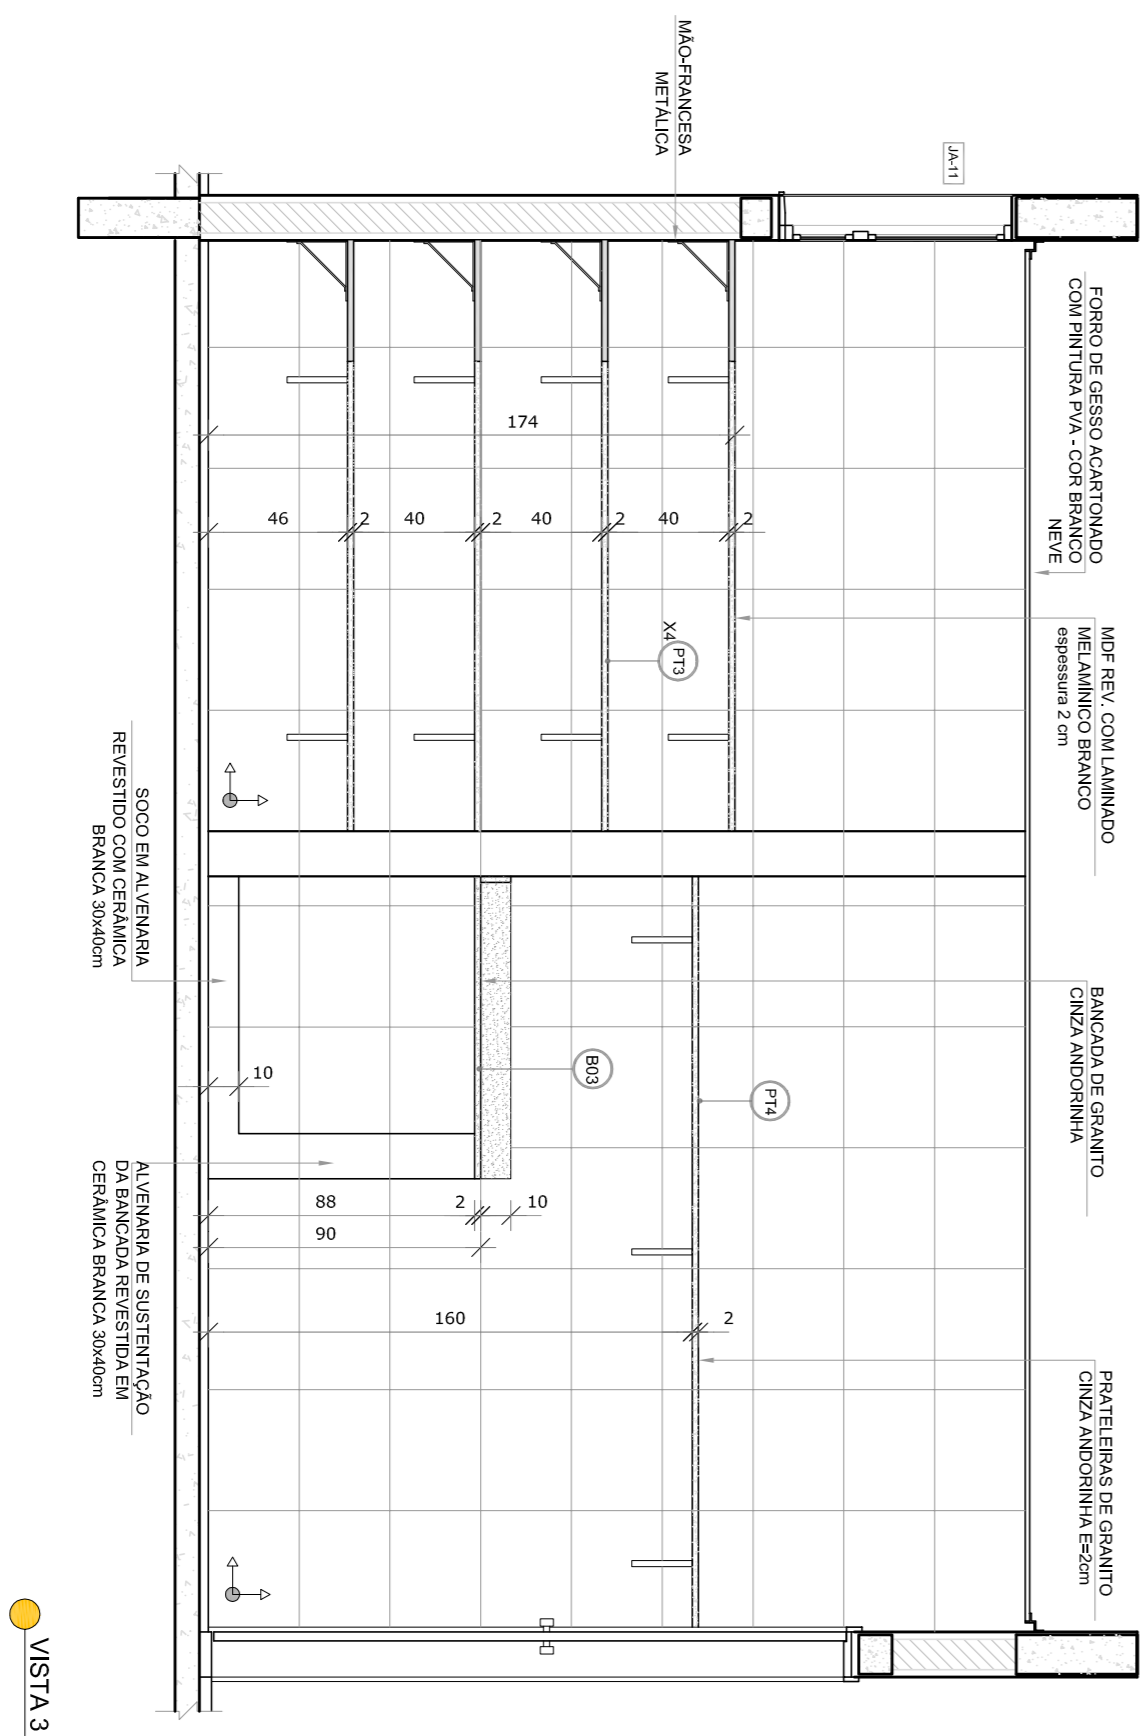 MÃO-FRANCESA
METÁLICA
JA-11
FORRO DE GESSO ACARTONADO
COM PINTURA PVA - COR BRANCO
NEVE
MDF REV. COM LAMINADO
MELAMÍNICO BRANCO
espessura 2 cm
BANCADA DE GRANITO
CINZA ANDORINHA
PRATELEIRAS DE GRANITO
CINZA ANDORINHA E=2cm
174
46
2
40
2
40
2
40
2
X4
PT3
B03
PT4
10
88
2
10
90
160
2
SOCO EM ALVENARIA
REVESTIDO COM CERÂMICA
BRANCA 30x40cm
ALVENARIA DE SUSTENTAÇÃO
DA BANCADA REVESTIDA EM
CERÂMICA BRANCA 30x40cm
VISTA 3